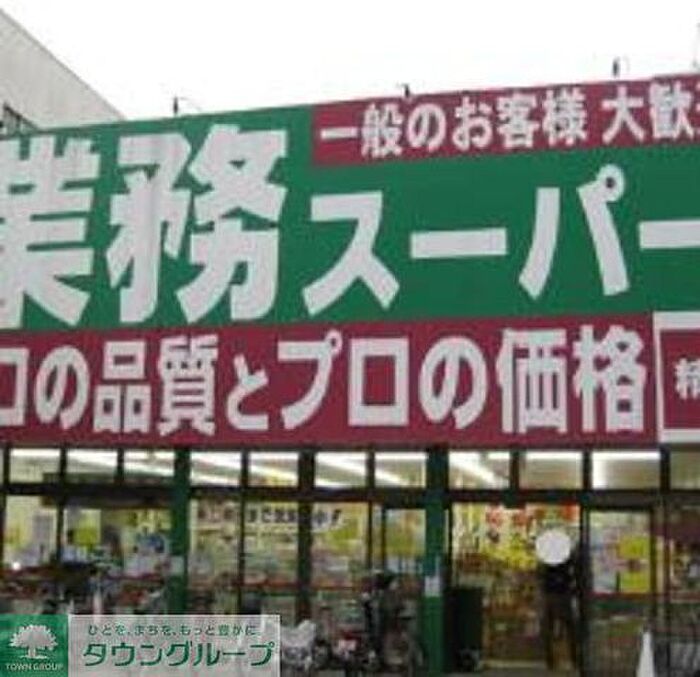 一般のお客様 大歓
業務スーパー
ロの品質とプロの価格
精
TOWN GROUP
ひとを、まちを、もっと豊かに
タウングループ